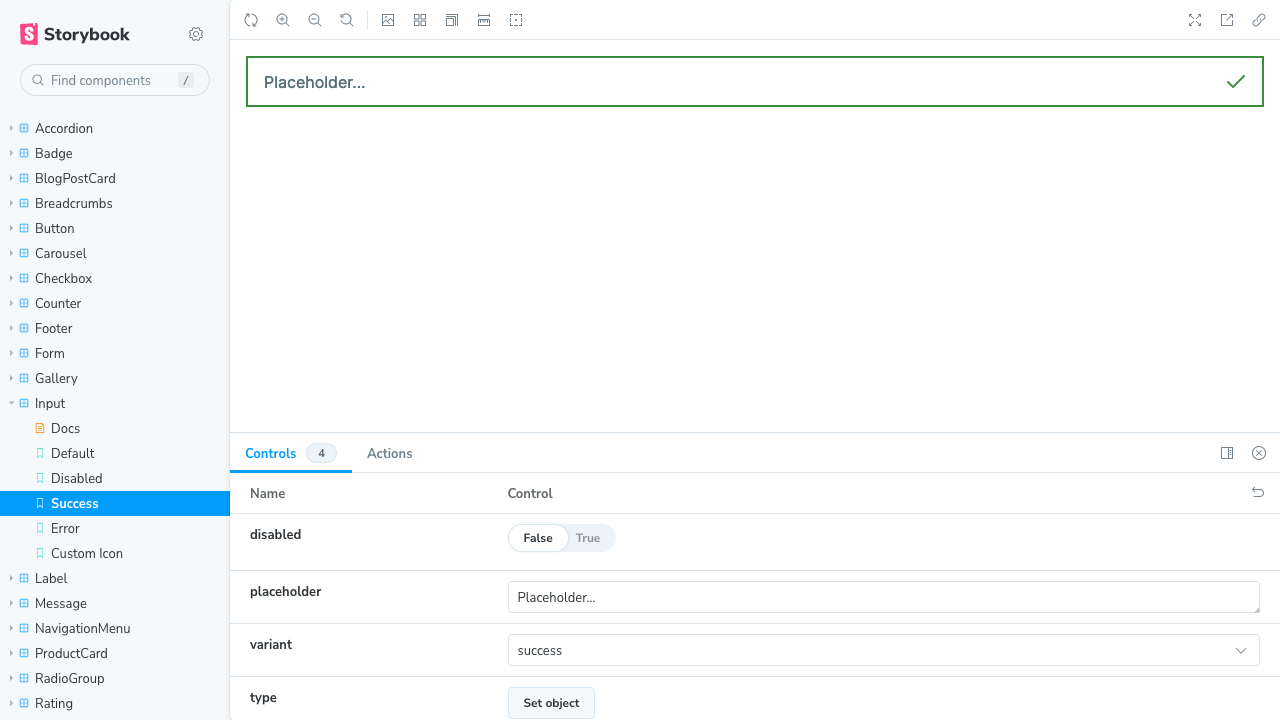 Storybook
Find components /
Accordion
Badge
BlogPostCard
Breadcrumbs
Button
Carousel
Checkbox
Counter
Footer
Form
Gallery
Input
Docs
Default
Disabled
Success
Error
Custom Icon
Label
Message
NavigationMenu
ProductCard
RadioGroup
Rating
Placeholder...
Controls 4 Actions
Name Control
disabled False True
placeholder Placeholder...
variant success
type Set object